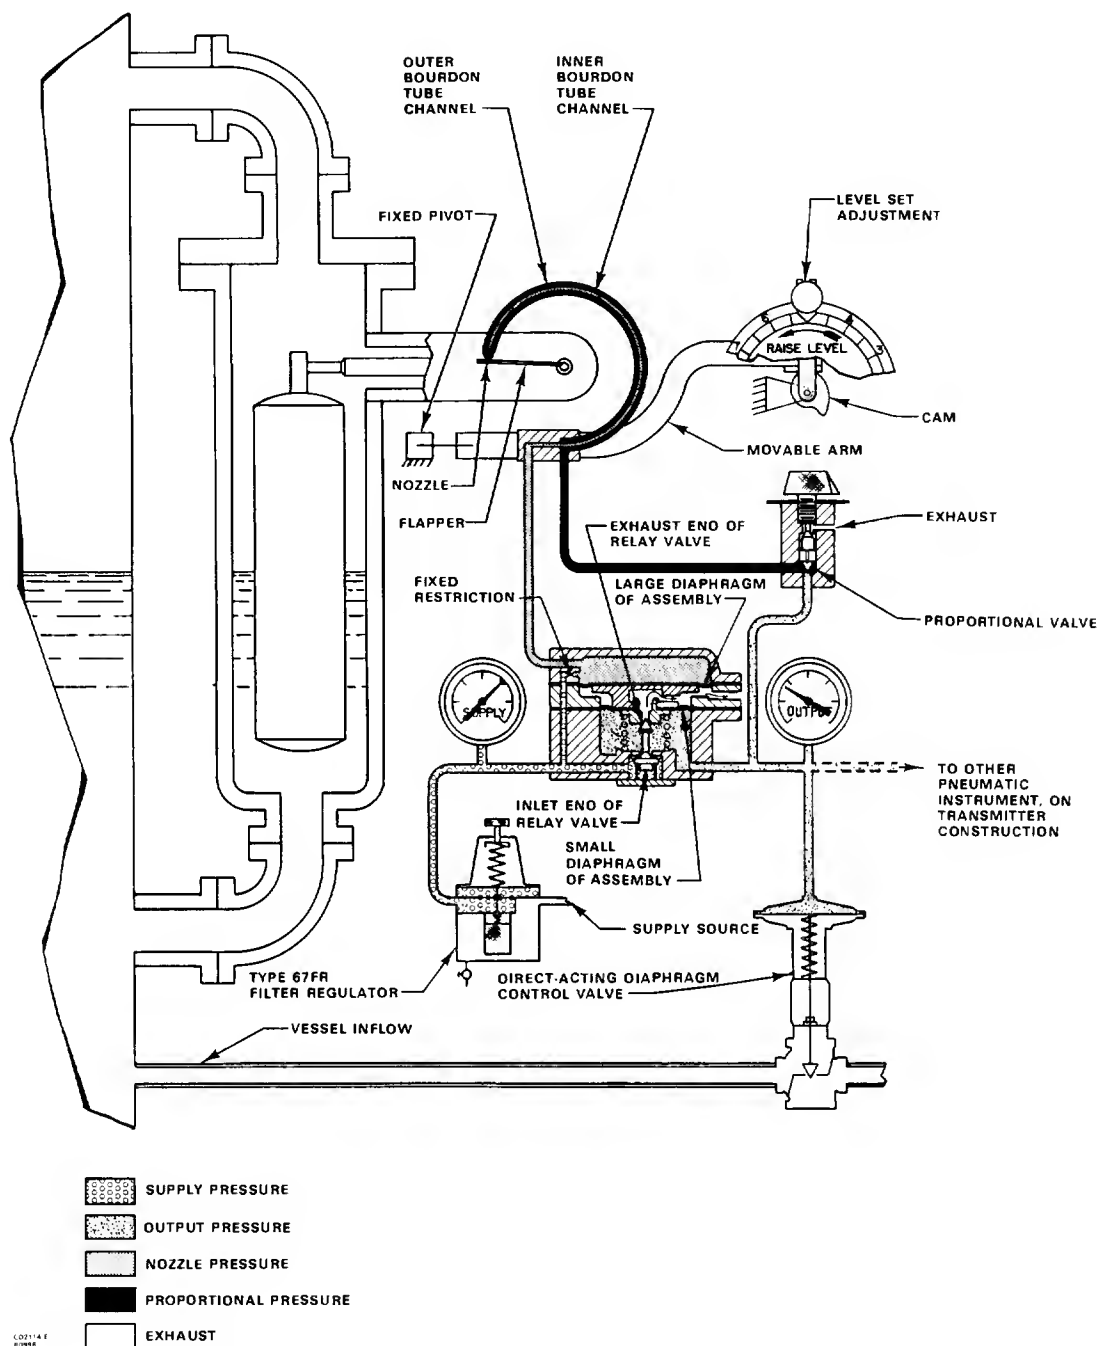 OUTER
BOURDON
TUBE
CHANNEL
INNER
BOURDON
TUBE
CHANNEL
LEVEL SET
ADJUSTMENT
FIXED PIVOT
5
4
3
RAISE LEVEL
CAM
MOVABLE ARM
NOZZLE
FLAPPER
EXHAUST END OF
RELAY VALVE
EXHAUST
FIXED
RESTRICTION
LARGE DIAPHRAGM
OF ASSEMBLY
PROPORTIONAL VALVE
SUPPLY
OUTPUT
TO OTHER
PNEUMATIC
INSTRUMENT, ON
TRANSMITTER
CONSTRUCTION
INLET END OF
RELAY VALVE
SMALL
DIAPHRAGM
OF ASSEMBLY
SUPPLY SOURCE
TYPE 67FR
FILTER REGULATOR
DIRECT-ACTING DIAPHRAGM
CONTROL VALVE
VESSEL INFLOW
SUPPLY PRESSURE
OUTPUT PRESSURE
NOZZLE PRESSURE
PROPORTIONAL PRESSURE
EXHAUST